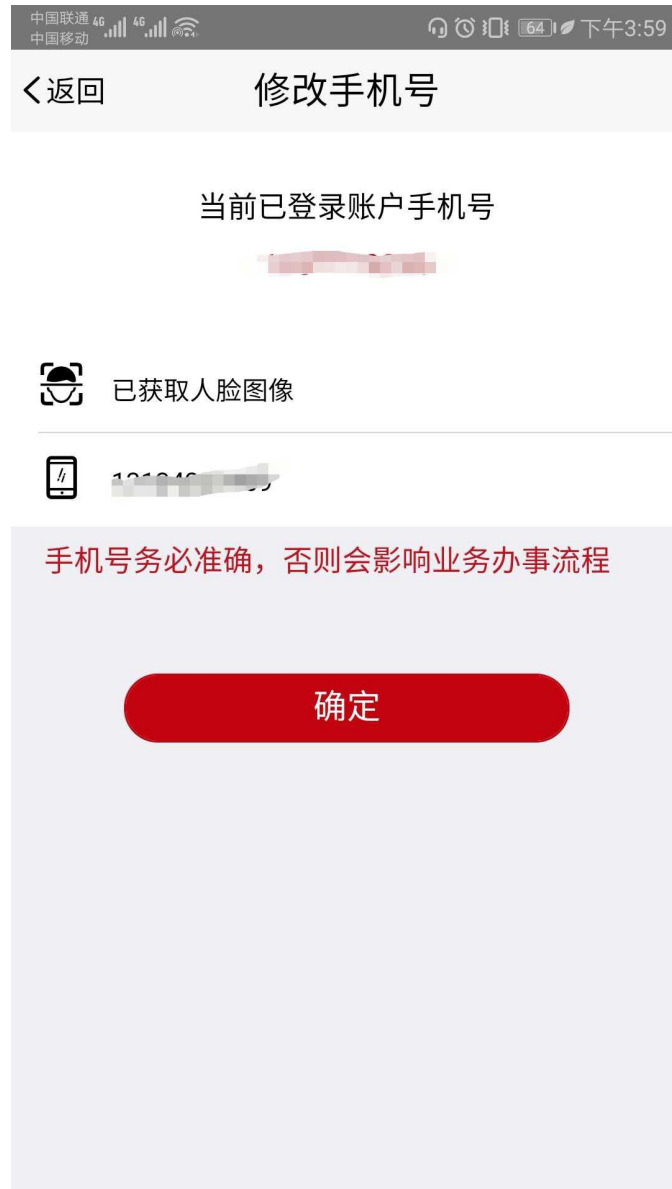 中国联通 4G 4G 64 下午3:59
中国移动
返回 修改手机号
当前已登录账户手机号
已获取人脸图像
手机号务必准确，否则会影响业务办事流程
确定